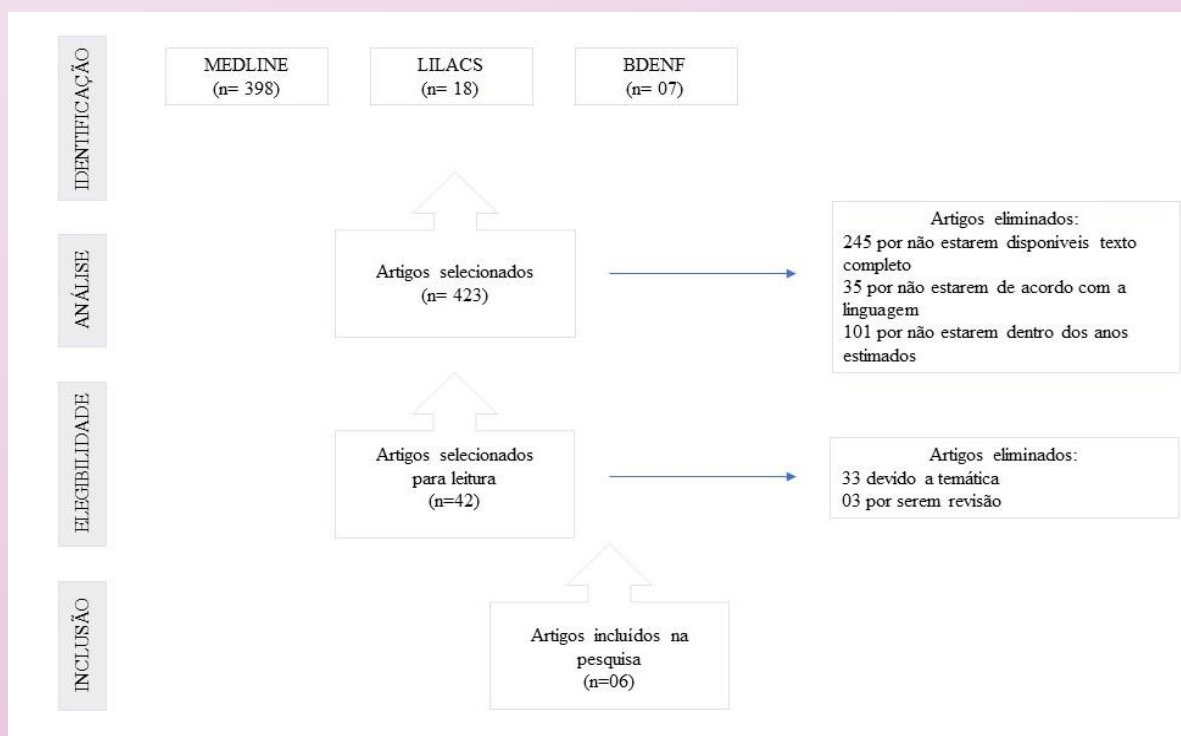 IDENTIFICAÇÃO
MEDLINE
(n= 398)
LILACS
(n= 18)
BDENF
(n= 07)
ANÁLISE
Artigos selecionados
(n= 423)
Artigos eliminados:
245 por não estarem disponíveis texto
completo
35 por não estarem de acordo com a
linguagem
101 por não estarem dentro dos anos
estimados
ELEGIBILIDADE
Artigos selecionados
para leitura
(n=42)
Artigos eliminados:
33 devido a temática
03 por serem revisão
INCLUSÃO
Artigos incluídos na
pesquisa
(n=06)